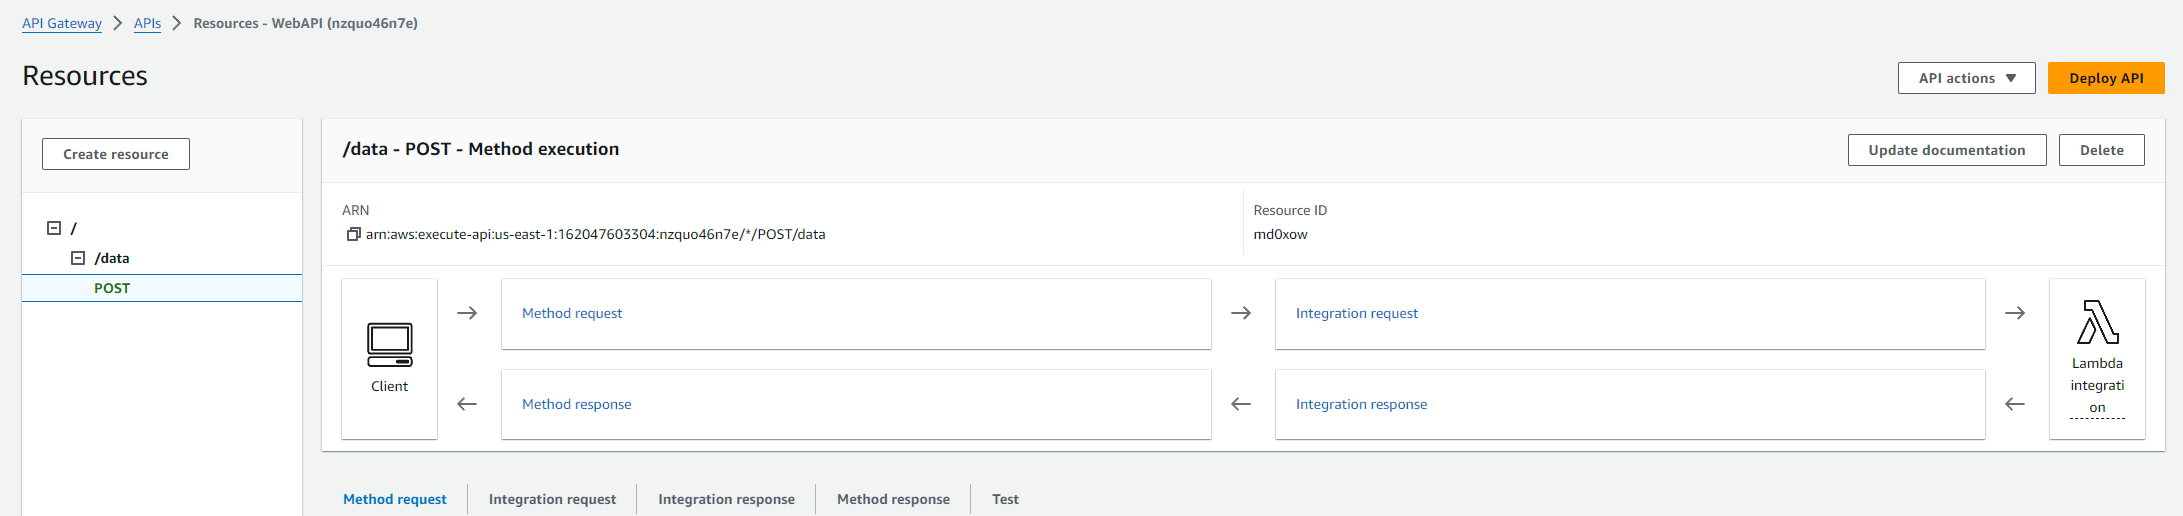 API Gateway > APIs > Resources - WebAPI (nzquo46n7e)
Resources
API actions
Deploy API
Create resource
/
/data
POST
/data - POST - Method execution
Update documentation
Delete
ARN
arn:aws:execute-api:us-east-1:162047603304:nzquo46n7e/*/POST/data
Resource ID
md0xow
Client
Method request
Integration request
Method response
Integration response
Lambda
integrati
on
Method request
Integration request
Integration response
Method response
Test